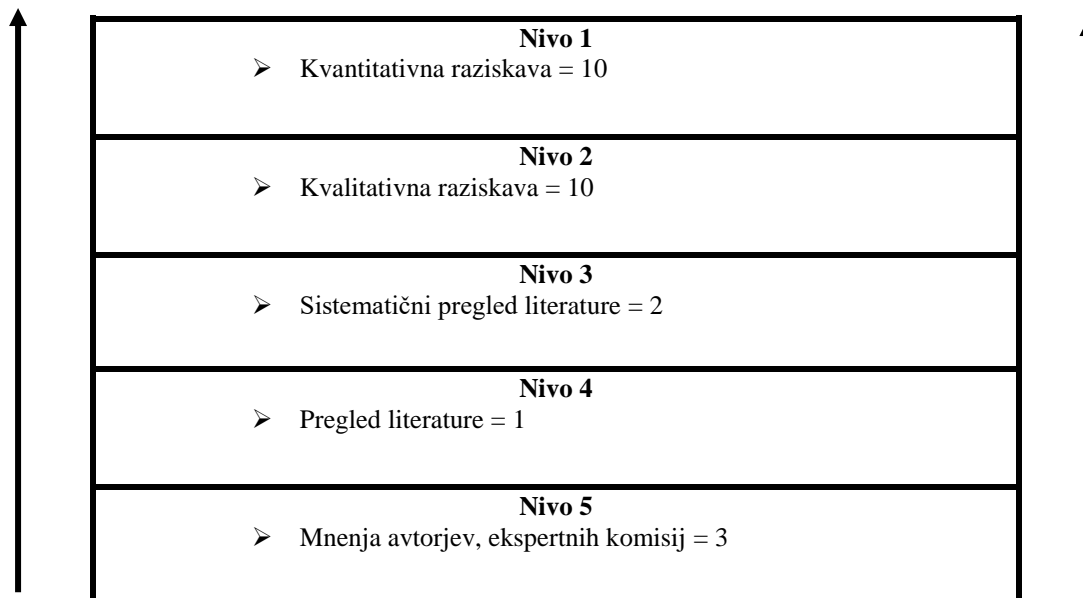 Nivo 1
➢ Kvantitativna raziskava = 10
Nivo 2
➢ Kvalitativna raziskava = 10
Nivo 3
➢ Sistematični pregled literature = 2
Nivo 4
➢ Pregled literature = 1
Nivo 5
➢ Mnenja avtorjev, ekspertnih komisij = 3